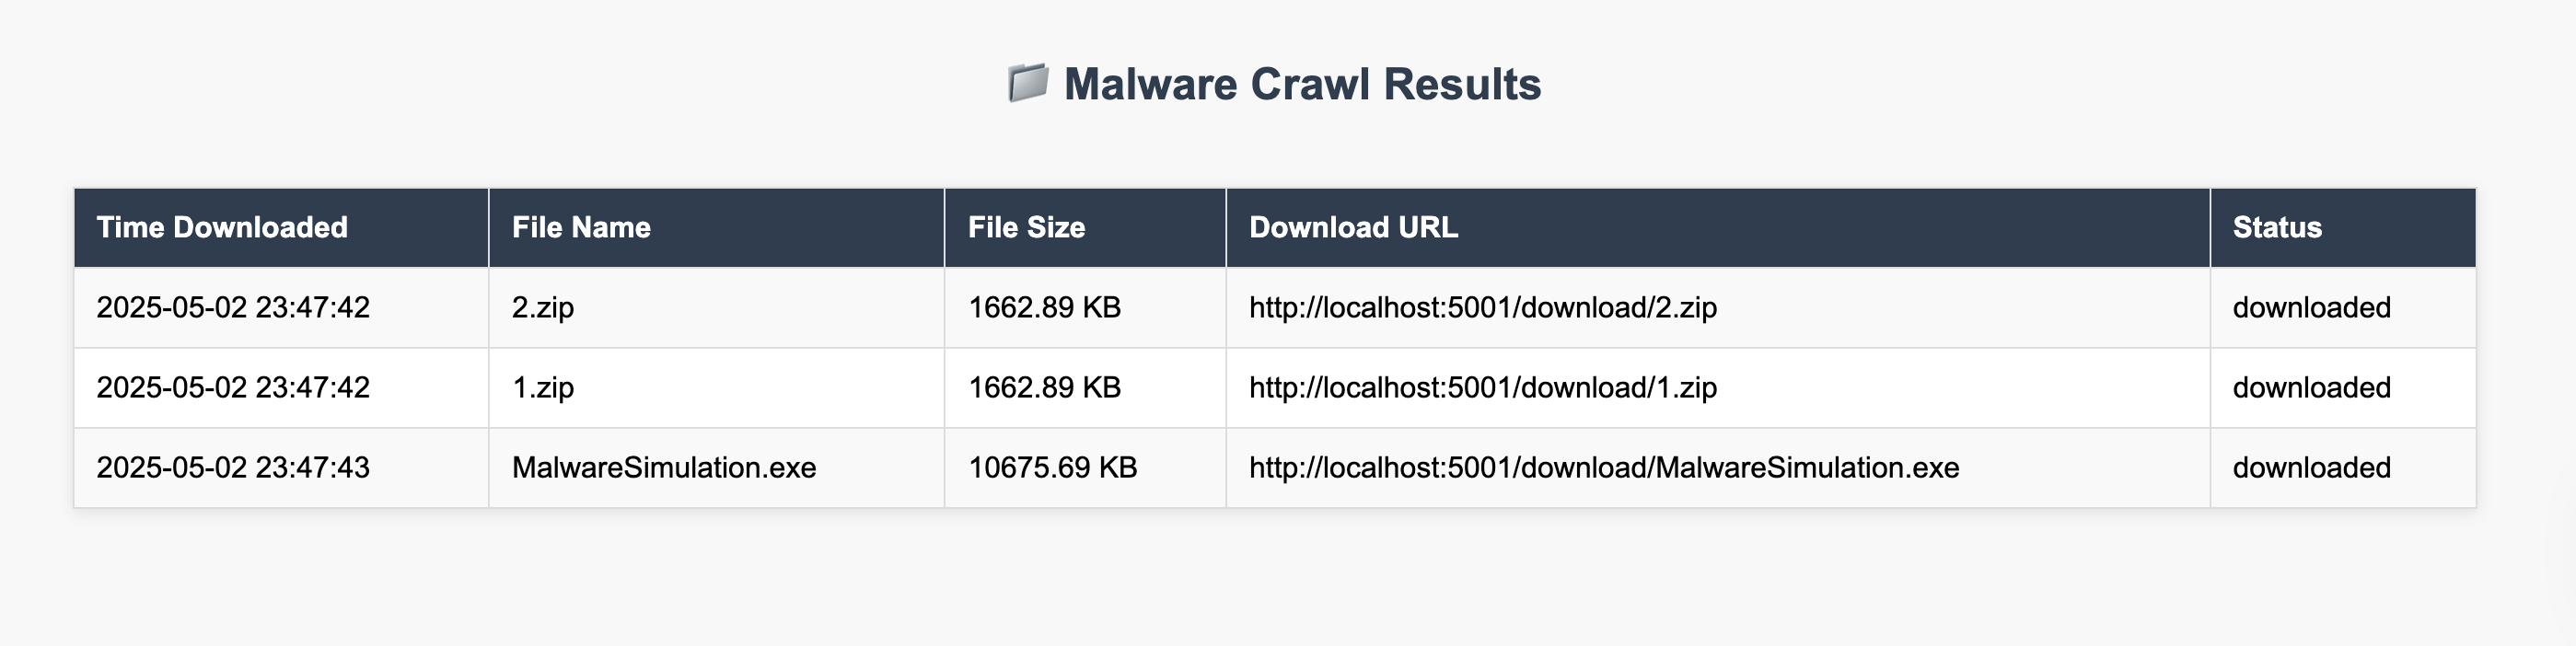 📁 Malware Crawl Results
Time Downloaded File Name File Size Download URL Status
2025-05-02 23:47:42 2.zip 1662.89 KB http://localhost:5001/download/2.zip downloaded
2025-05-02 23:47:42 1.zip 1662.89 KB http://localhost:5001/download/1.zip downloaded
2025-05-02 23:47:43 MalwareSimulation.exe 10675.69 KB http://localhost:5001/download/MalwareSimulation.exe downloaded